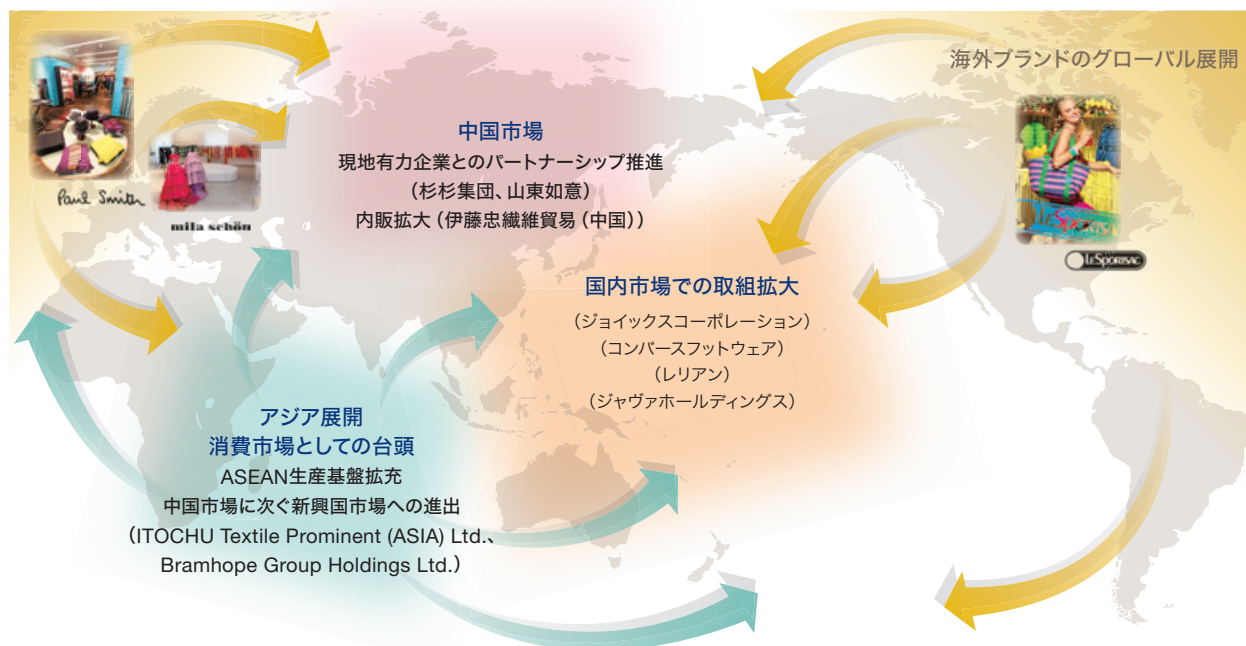 海外ブランドのグローバル展開
Paul Smith
mila schön
LeSportsac
LeSportsac
中国市場
現地有力企業とのパートナーシップ推進
（杉杉集団、山東如意）
内販拡大（伊藤忠繊維貿易（中国））
国内市場での取組拡大
（ジョイックスコーポレーション）
（コンバースフットウェア）
（レリアン）
（ジャヴァホールディングス）
アジア展開
消費市場としての台頭
ASEAN生産基盤拡充
中国市場に次ぐ新興国市場への進出
（ITOCHU Textile Prominent (ASIA) Ltd.、
Bramhope Group Holdings Ltd.）